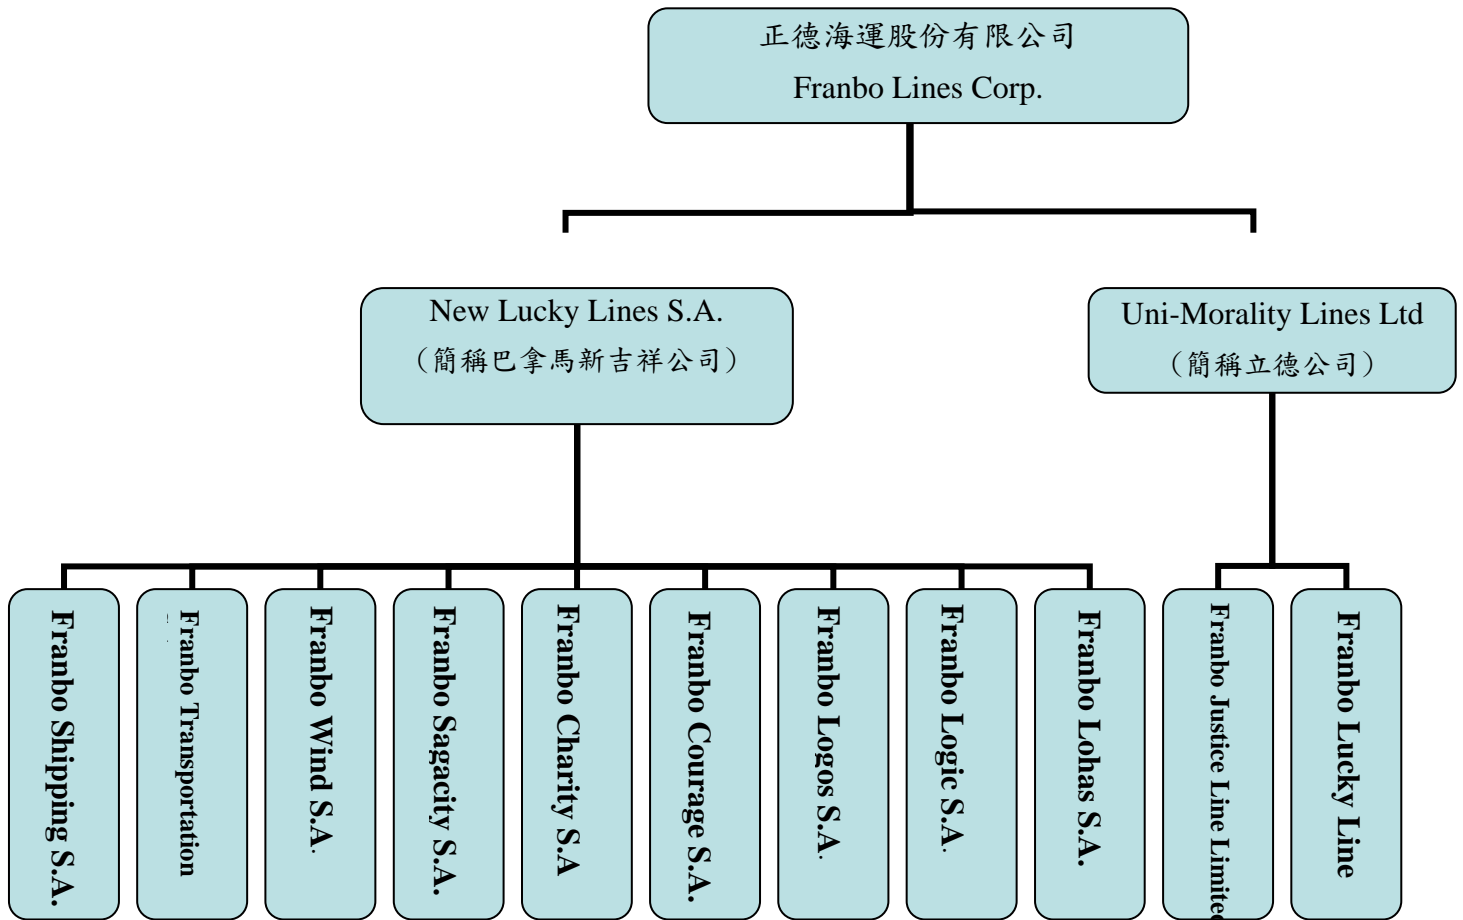 正德海運股份有限公司
Franbo Lines Corp.
New Lucky Lines S.A.
（簡稱巴拿馬新吉祥公司）
Uni-Morality Lines Ltd
（簡稱立德公司）
Franbo Shipping S.A.
Franbo Transportation
Franbo Wind S.A.
Franbo Sagacity S.A.
Franbo Charity S.A
Franbo Courage S.A.
Franbo Logos S.A.
Franbo Logic S.A.
Franbo Lohas S.A.
Franbo Justice Line Limited
Franbo Lucky Line